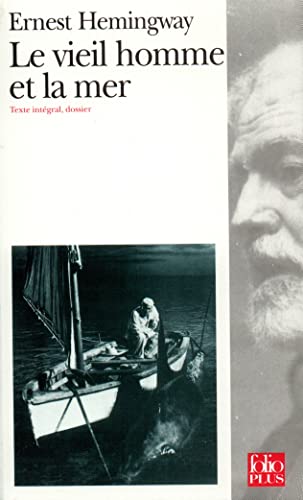 Ernest Hemingway
Le vieil homme
et la mer
Texte intégral, dossier
folio
PLUS